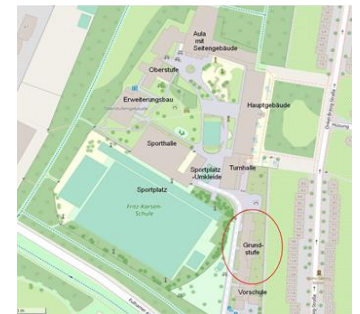 Aula
mit
Seitengebäude
Oberstufe
Erweiterungsbau
Hauptgebäude
Sporthalle
Sportplatz
-Umkleide
Turnhalle
Sportplatz
Fritz-Karsen-
Schule
Grund-
stufe
Vorschule